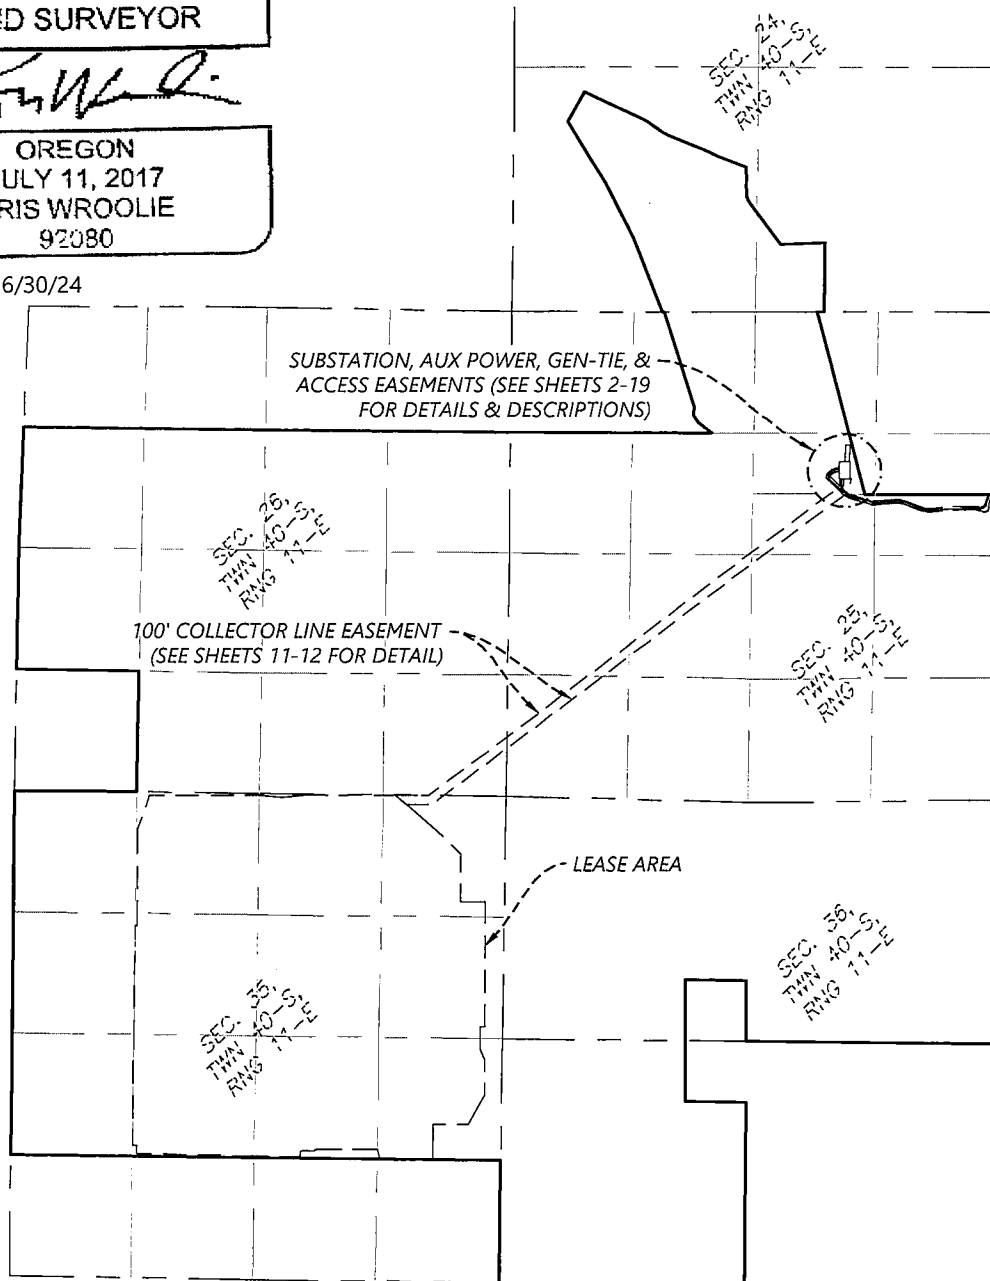 ED SURVEYOR
OREGON
ULY 11, 2017
RIS WROOLIE
92080
6/30/24
SEC. 24,
TWN 40-S,
RNG 11-E
SUBSTATION, AUX POWER, GEN-TIE, &
ACCESS EASEMENTS (SEE SHEETS 2-19
FOR DETAILS & DESCRIPTIONS)
SEC. 26,
TWN 40-S,
RNG 11-E
100' COLLECTOR LINE EASEMENT
(SEE SHEETS 11-12 FOR DETAIL)
SEC. 25,
TWN 40-S,
RNG 11-E
LEASE AREA
SEC. 36,
TWN 40-S,
RNG 11-E
SEC. 35,
TWN 40-S,
RNG 11-E